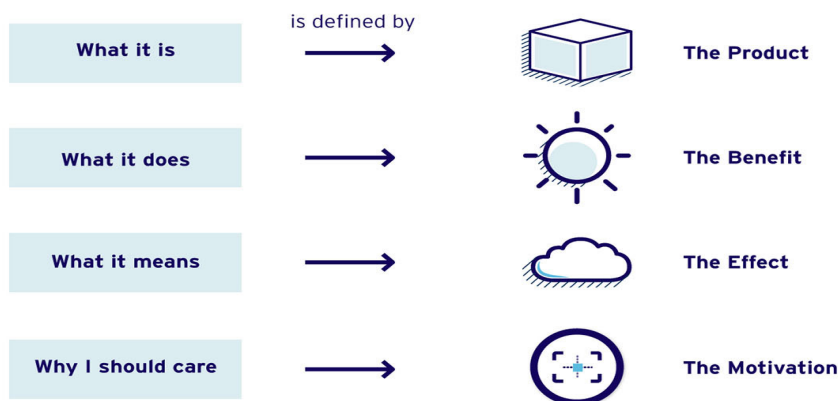 is defined by
What it is
The Product
What it does
The Benefit
What it means
The Effect
Why I should care
The Motivation